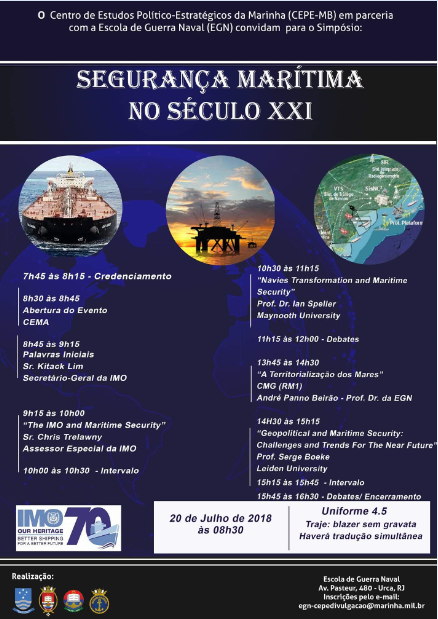 O Centro de Estudos Político-Estratégicos da Marinha (CEPE-MB) em parceria
com a Escola de Guerra Naval (EGN) convidam para o Simpósio:
SEGURANÇA MARÍTIMA
NO SÉCULO XXI
7h45 às 8h15 - Credenciamento
8h30 às 8h45
Abertura do Evento
CEMA
8h45 às 9h15
Palavras Iniciais
Sr. Kitack Lim
Secretário-Geral da IMO
9h15 às 10h00
"The IMO and Maritime Security"
Sr. Chris Trelawny
Assessor Especial da IMO
10h00 às 10h30 - Intervalo
10h30 às 11h15
"Navies Transformation and Maritime
Security"
Prof. Dr. Ian Speller
Maynooth University
11h15 às 12h00 - Debates
13h45 às 14h30
"A Territorialização dos Mares"
CMG (RM1)
André Panno Beirão - Prof. Dr. da EGN
14H30 às 15h15
"Geopolitical and Maritime Security:
Challenges and Trends For The Near Future"
Prof. Serge Boeke
Leiden University
15h15 às 15h45 - Intervalo
15h45 às 16h30 - Debates/ Encerramento
IMO 70
OUR HERITAGE
BETTER SHIPPING
FOR A BETTER FUTURE
20 de Julho de 2018
às 08h30
Uniforme 4.5
Traje: blazer sem gravata
Haverá tradução simultânea
Realização:
Escola de Guerra Naval
Av. Pasteur, 480 - Urca, RJ
Inscrições pelo e-mail:
egn-cepedivulgacao@marinha.mil.br